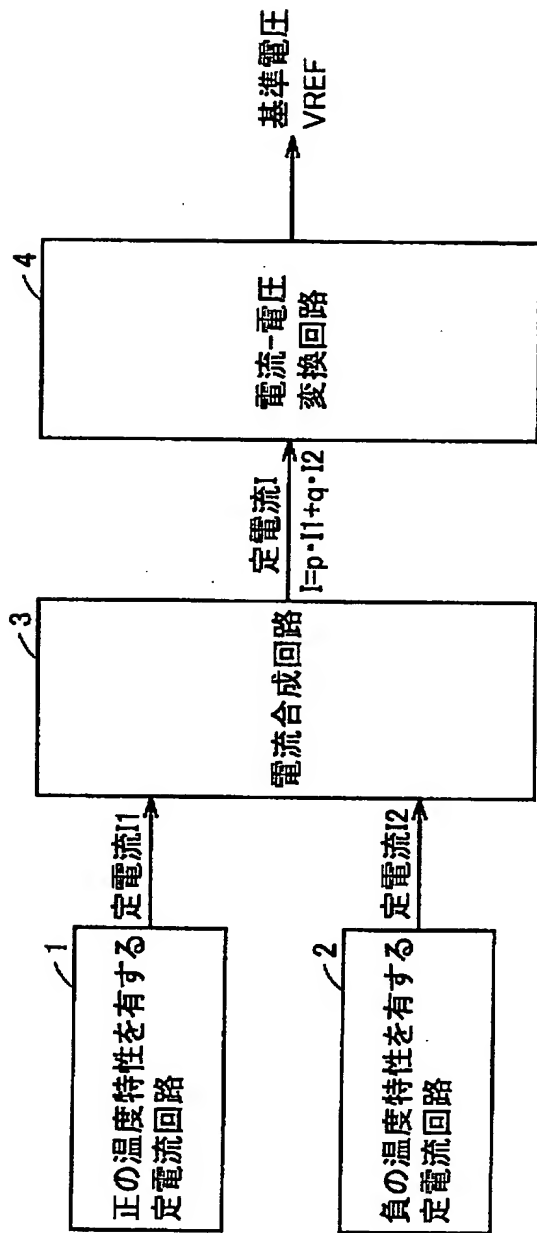 1
正の温度特性を有する
定電流回路
定電流I1
2
負の温度特性を有する
定電流回路
定電流I2
3
電流合成回路
定電流I
I=p・I1+q・I2
4
電流-電圧
変換回路
基準電圧
VREF